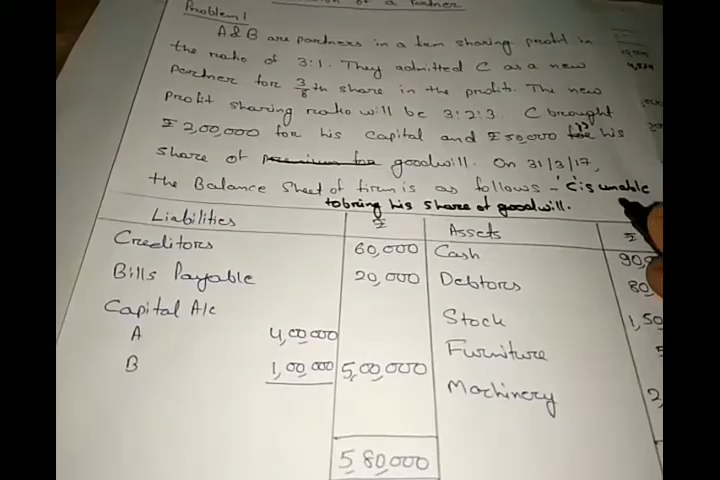 Problem 1
of a Partner
A & B are partners in a firm sharing profit in
the ratio of 3:1. They admitted C as a new
partner for 3/8 th share in the profit. The new
profit sharing ratio will be 3:2:3. C brought
₹ 2,00,000 for his capital and ₹ 50,000 for his
share of premium for goodwill. On 31/3/17,
the Balance Sheet of firm is as follows - 'C' is unable
to bring his share of goodwill.
Liabilities ₹ Assets ₹
Creditors 60,000 Cash
Bills Payable 20,000 Debtors
Capital A/c Stock
A 4,00,000 Furniture
B 1,00,000 5,00,000 Machinery
5,80,000